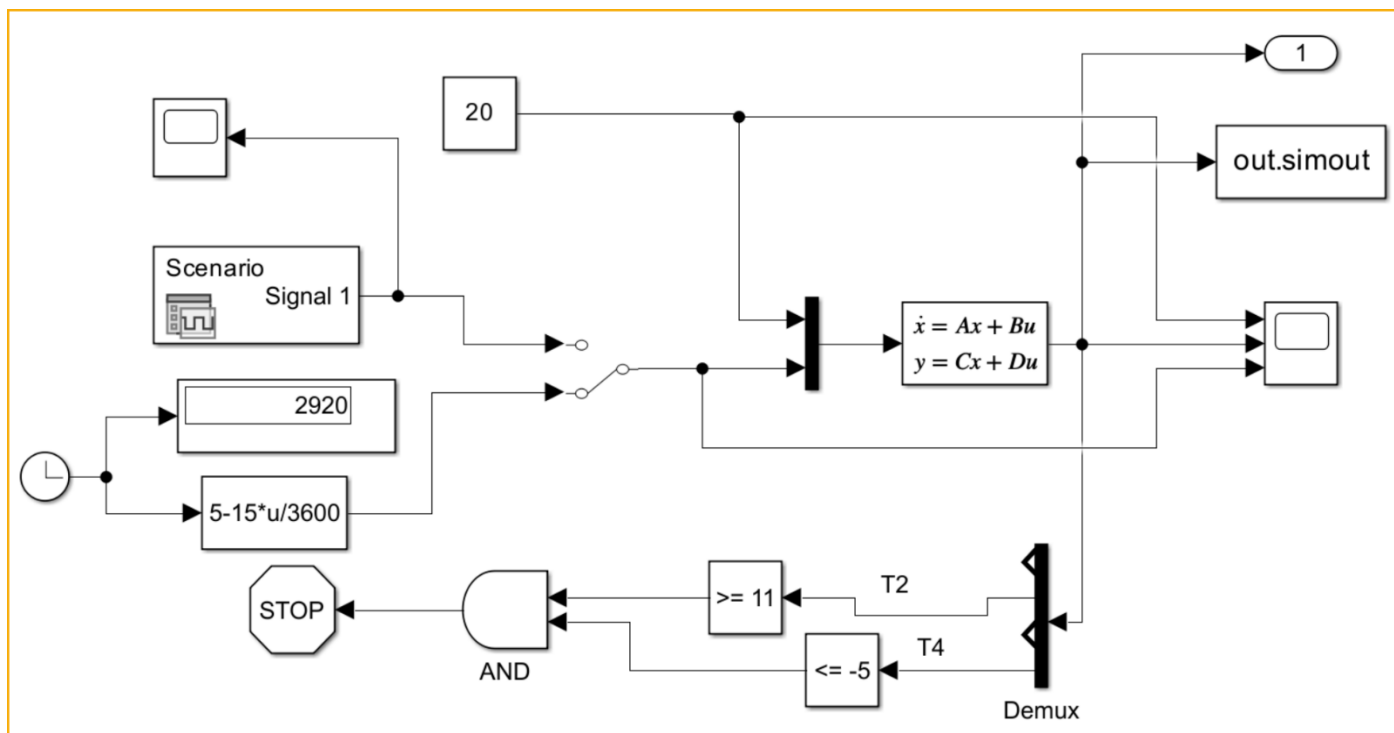 1
20
out.simout
Scenario
Signal 1
ẋ = Ax + Bu
y = Cx + Du
2920
5-15*u/3600
STOP
AND
>= 11
T2
<= -5
T4
Demux